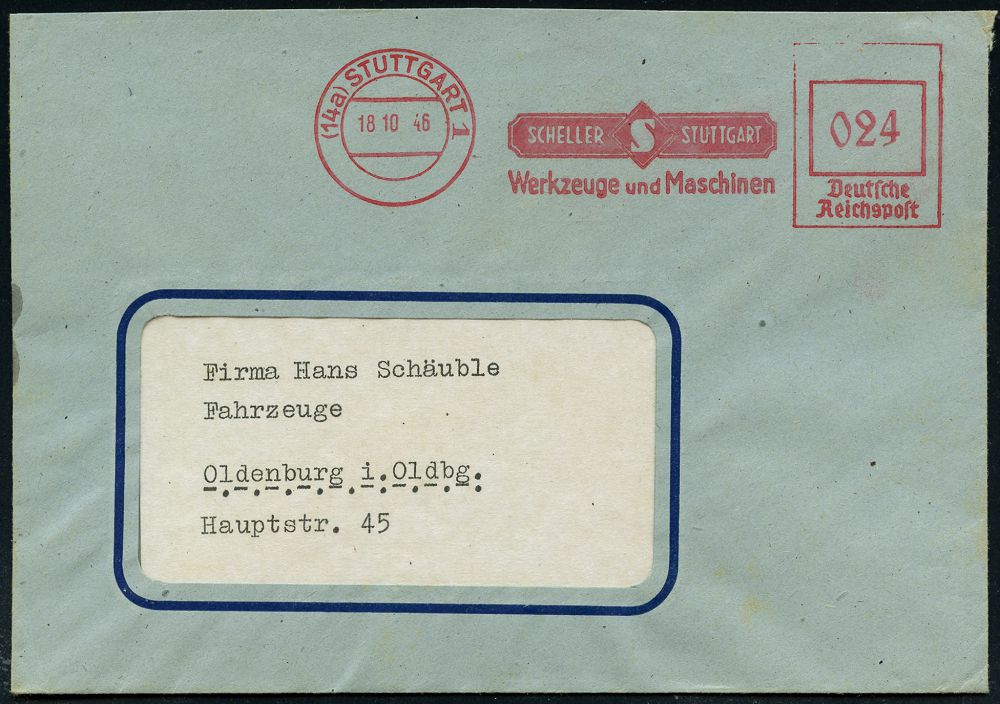 (14a) STUTTGART 1
18 10 46
SCHELLER S STUTTGART
Werkzeuge und Maschinen
024
Deutsche
Reichspost
Firma Hans Schäuble
Fahrzeuge
Oldenburg i.Oldbg.
Hauptstr. 45